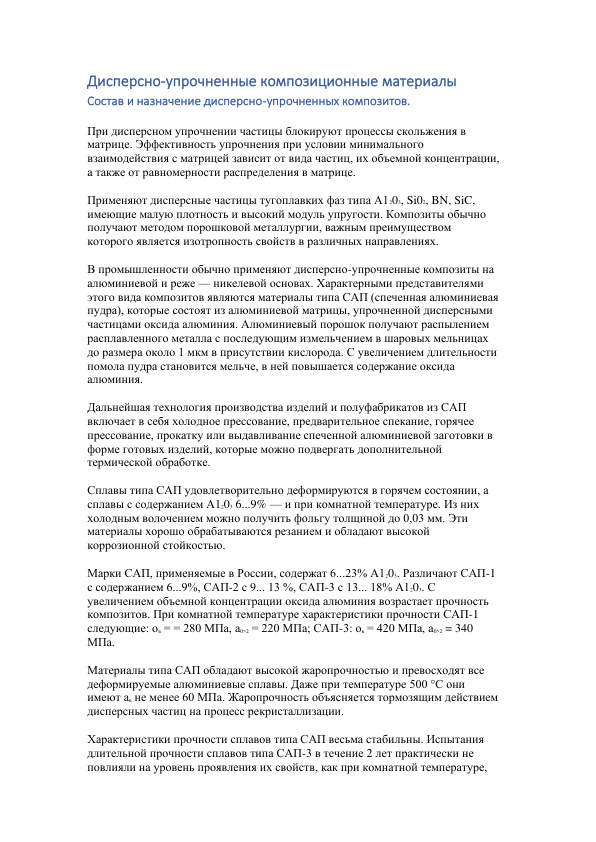 Дисперсно-упрочненные композиционные материалы
Состав и назначение дисперсно-упрочненных композитов.
При дисперсном упрочнении частицы блокируют процессы скольжения в
матрице. Эффективность упрочнения при условии минимального
взаимодействия с матрицей зависит от вида частиц, их объемной концентрации,
а также от равномерности распределения в матрице.
Применяют дисперсные частицы тугоплавких фаз типа А1₂0₃, Si0₂, BN, SiC,
имеющие малую плотность и высокий модуль упругости. Композиты обычно
получают методом порошковой металлургии, важным преимуществом
которого является изотропность свойств в различных направлениях.
В промышленности обычно применяют дисперсно-упрочненные композиты на
алюминиевой и реже — никелевой основах. Характерными представителями
этого вида композитов являются материалы типа САП (спеченная алюминиевая
пудра), которые состоят из алюминиевой матрицы, упрочненной дисперсными
частицами оксида алюминия. Алюминиевый порошок получают распылением
расплавленного металла с последующим измельчением в шаровых мельницах
до размера около 1 мкм в присутствии кислорода. С увеличением длительности
помола пудра становится мельче, в ней повышается содержание оксида
алюминия.
Дальнейшая технология производства изделий и полуфабрикатов из САП
включает в себя холодное прессование, предварительное спекание, горячее
прессование, прокатку или выдавливание спеченной алюминиевой заготовки в
форме готовых изделий, которые можно подвергать дополнительной
термической обработке.
Сплавы типа САП удовлетворительно деформируются в горячем состоянии, а
сплавы с содержанием А1₂0₃ 6...9% — и при комнатной температуре. Из них
холодным волочением можно получить фольгу толщиной до 0,03 мм. Эти
материалы хорошо обрабатываются резанием и обладают высокой
коррозионной стойкостью.
Марки САП, применяемые в России, содержат 6...23% А1₂0₃. Различают САП-1
с содержанием 6...9%, САП-2 с 9... 13 %, САП-3 с 13... 18% А1₂0₃. С
увеличением объемной концентрации оксида алюминия возрастает прочность
композитов. При комнатной температуре характеристики прочности САП-1
следующие: oв = = 280 МПа, a₀,₂ = 220 МПа; САП-3: oв = 420 МПа, a₀,₂ = 340
МПа.
Материалы типа САП обладают высокой жаропрочностью и превосходят все
деформируемые алюминиевые сплавы. Даже при температуре 500 °С они
имеют aв не менее 60 МПа. Жаропрочность объясняется тормозящим действием
дисперсных частиц на процесс рекристаллизации.
Характеристики прочности сплавов типа САП весьма стабильны. Испытания
длительной прочности сплавов типа САП-3 в течение 2 лет практически не
повлияли на уровень проявления их свойств, как при комнатной температуре,